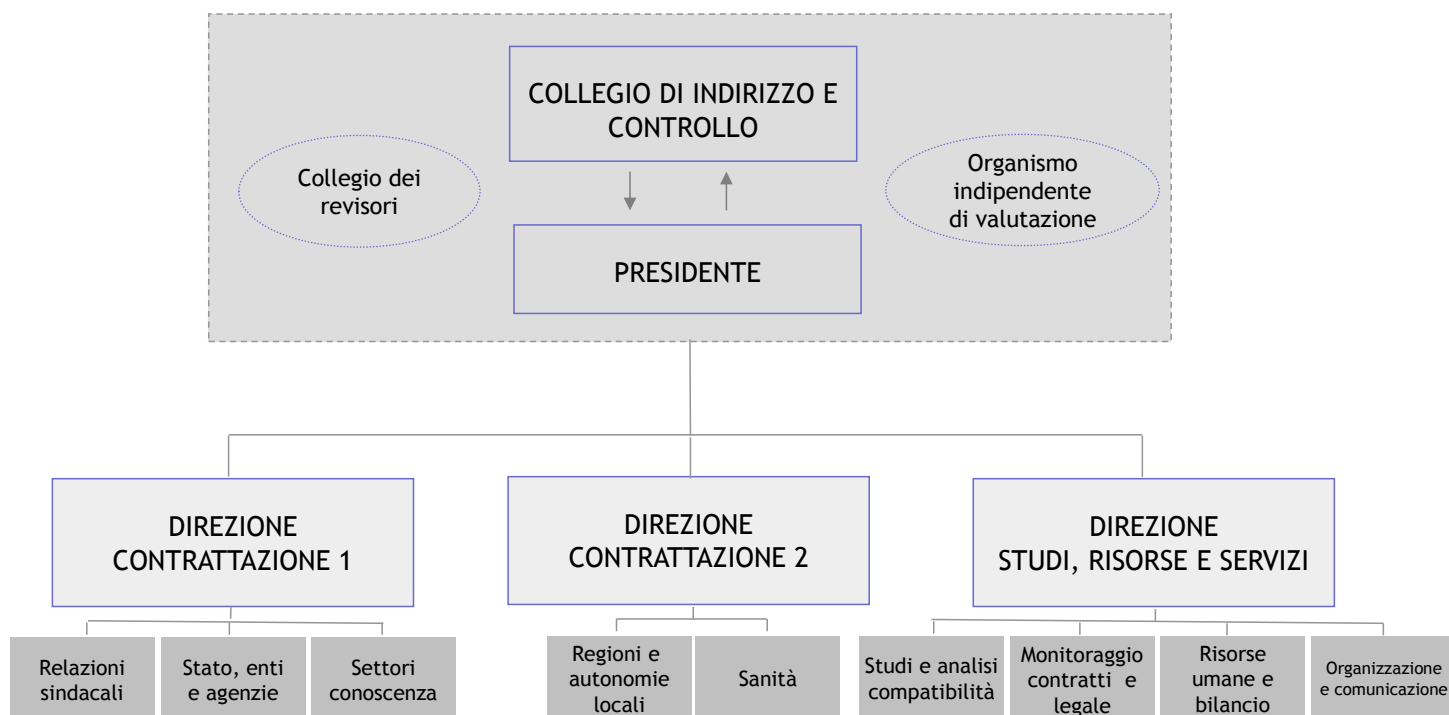 COLLEGIO DI INDIRIZZO E
CONTROLLO
Collegio dei
revisori
Organismo
indipendente
di valutazione
PRESIDENTE
DIREZIONE
CONTRATTAZIONE 1
DIREZIONE
CONTRATTAZIONE 2
DIREZIONE
STUDI, RISORSE E SERVIZI
Relazioni
sindacali
Stato, enti
e agenzie
Settori
conoscenza
Regioni e
autonomie
locali
Sanità
Studi e analisi
compatibilità
Monitoraggio
contratti e
legale
Risorse
umane e
bilancio
Organizzazione
e comunicazione